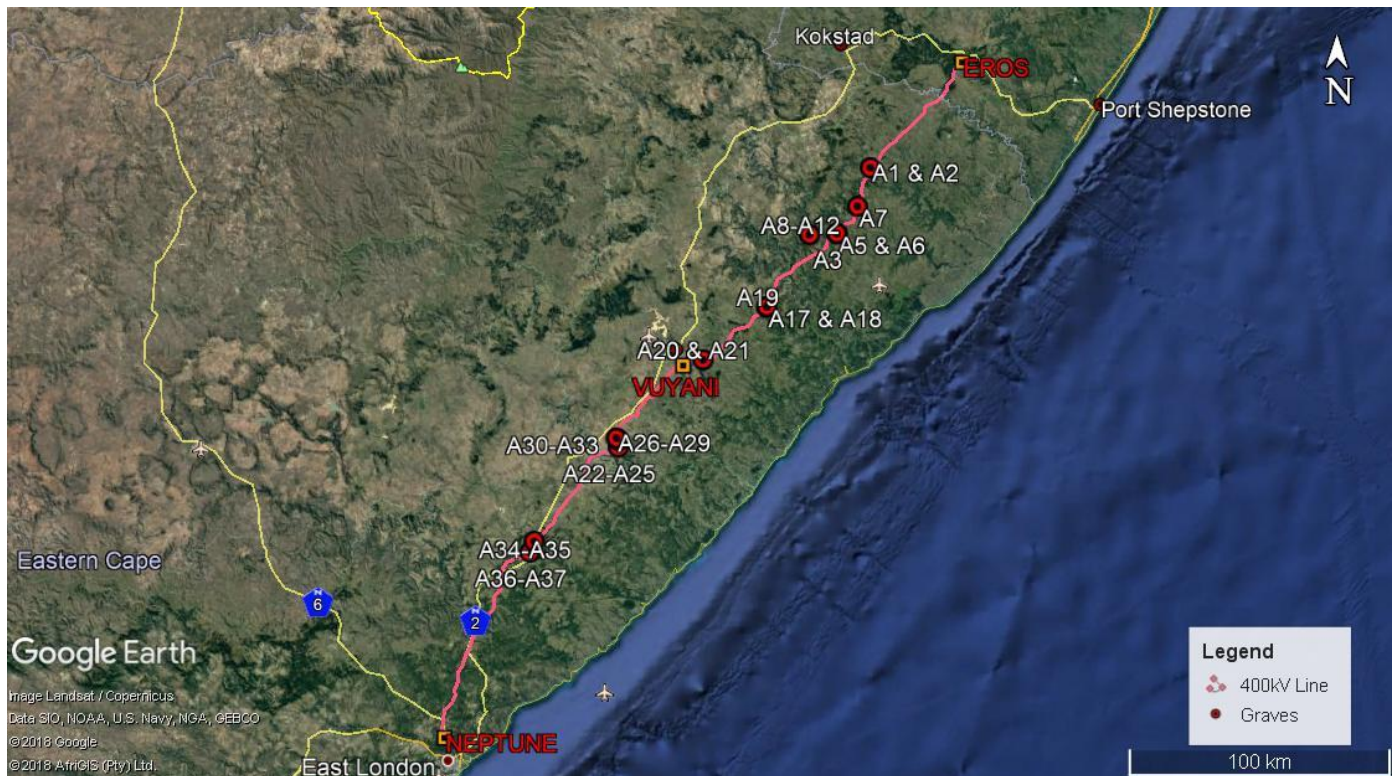 Kokstad
N
EROS
Port Shepstone
A1 & A2
A7
A8-A12
A5 & A6
A3
A19
A17 & A18
A20 & A21
VUYANI
A30-A33
A26-A29
A22-A25
A34-A35
Eastern Cape
A36-A37
N
6
N
2
Google Earth
Legend
400kV Line
Graves
Image Landsat / Copernicus
Data SIO, NOAA, U.S. Navy, NGA, GEBCO
©2018 Google
©2018 AfriGIS (Pty) Ltd.
NEPTUNE
East London
100 km